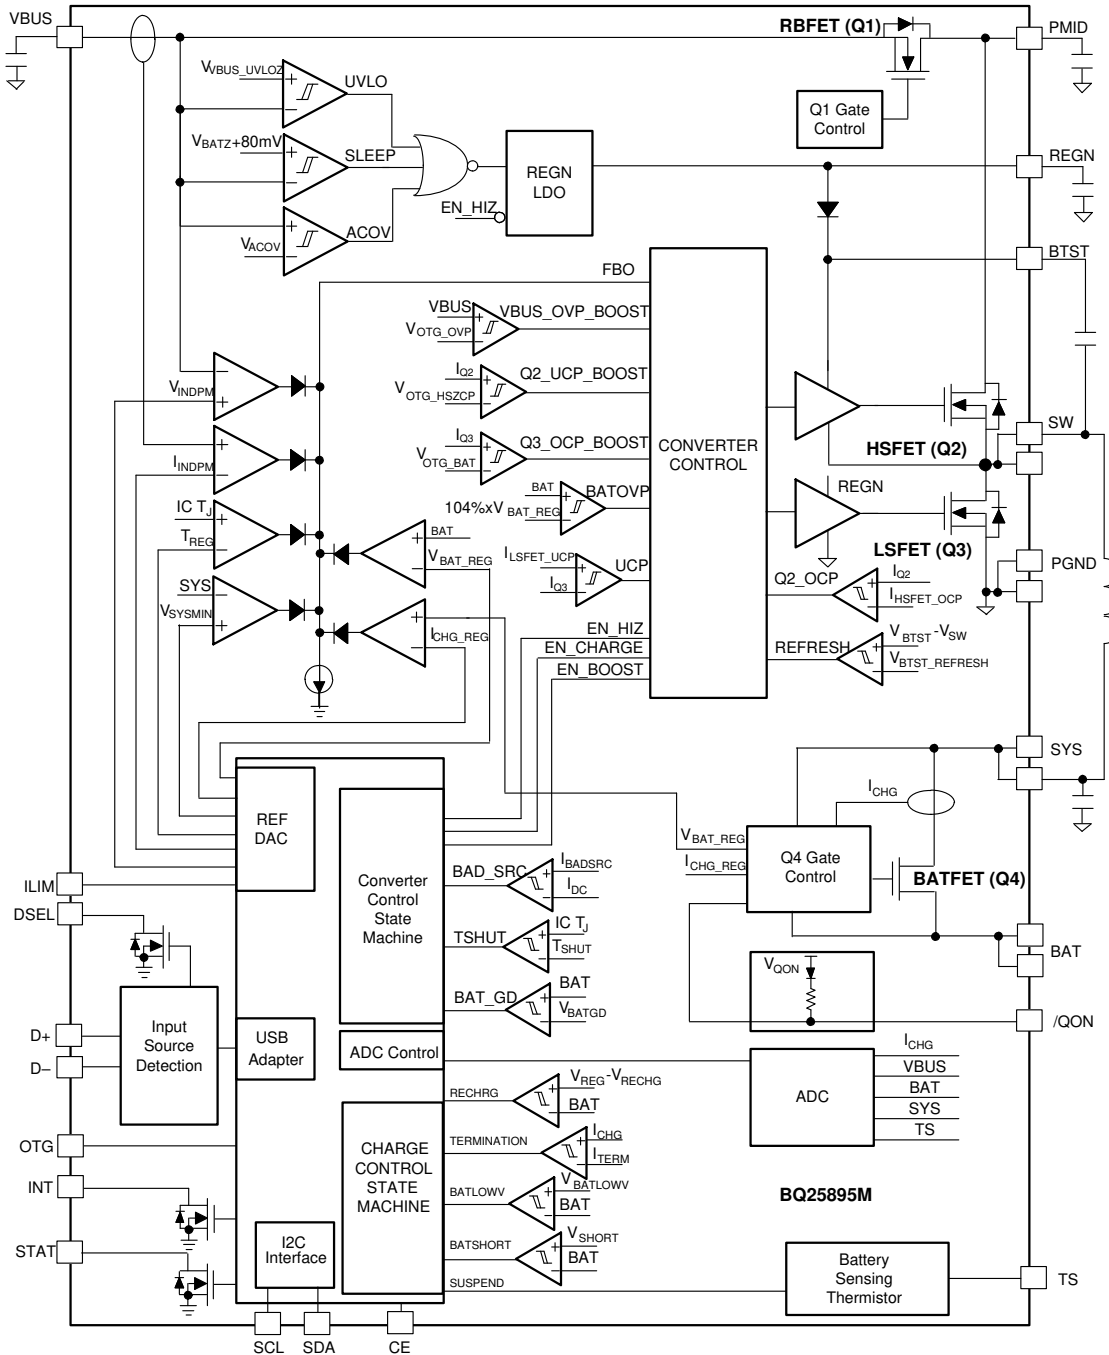 VBUS
RBFET (Q1)
PMID
VVBUS_UVLOZ
UVLO
Q1 Gate
Control
VBATZ+80mV
SLEEP
REGN
LDO
REGN
EN_HIZ
ACOV
VACOV
BTST
FBO
VBUS
VBUS_OVP_BOOST
VOTG_OVP
IQ2
Q2_UCP_BOOST
VINDPM
VOTG_HSZCP
SW
IQ3
Q3_OCP_BOOST
CONVERTER
CONTROL
HSFET (Q2)
IINDPM
VOTG_BAT
BAT
BATOVP
REGN
104%xVBAT_REG
IC TJ
TREG
BAT
VBAT_REG
ILSFET_UCP
UCP
LSFET (Q3)
PGND
Q2_OCP
IQ2
IHSFET_OCP
SYS
IQ3
VSYSMIN
ICHG_REG
EN_HIZ
EN_CHARGE
EN_BOOST
REFRESH
VBTST-VSW
VBTST_REFRESH
SYS
ICHG
REF
DAC
VBAT_REG
ICHG_REG
Q4 Gate
Control
BATFET (Q4)
ILIM
DSEL
Converter
Control
State
Machine
BAD_SRC
IBADSRC
IDC
TSHUT
IC TJ
TSHUT
BAT
VQON
BAT_GD
BAT
VBATGD
/QON
D+
D–
Input
Source
Detection
USB
Adapter
ADC Control
ADC
ICHG
VBUS
BAT
SYS
TS
RECHRG
VREG-VRECHG
BAT
OTG
CHARGE
CONTROL
STATE
MACHINE
TERMINATION
ICHG
ITERM
INT
BATLOWV
VBATLOWV
BAT
BQ25895M
STAT
I2C
Interface
BATSHORT
VSHORT
BAT
SUSPEND
Battery
Sensing
Thermistor
TS
SCL
SDA
CE